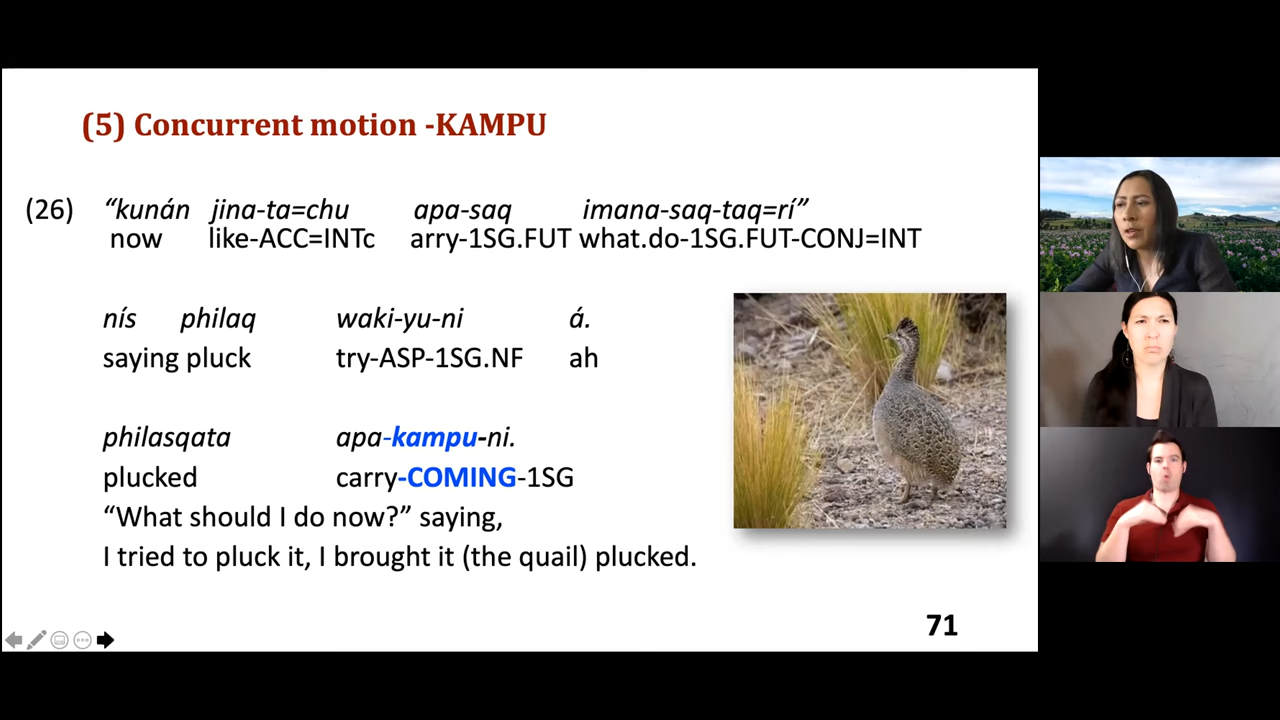 (5) Concurrent motion -KAMPU
(26) “kunán jina-ta=chu apa-saq imana-saq-taq=rí”
now like-ACC=INTc arry-1SG.FUT what.do-1SG.FUT-CONJ=INT
nís philaq waki-yu-ni á.
saying pluck try-ASP-1SG.NF ah
philasqata apa-kampu-ni.
plucked carry-COMING-1SG
“What should I do now?” saying,
I tried to pluck it, I brought it (the quail) plucked.
71